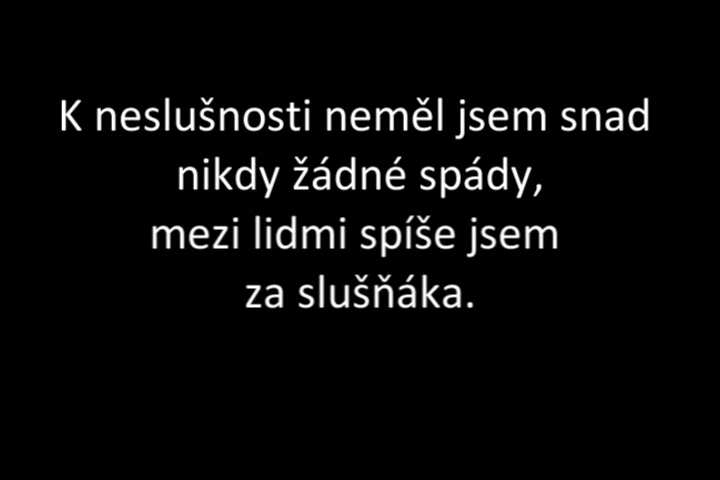 K neslušnosti neměl jsem snad
nikdy žádné spády,
mezi lidmi spíše jsem
za slušňáka.